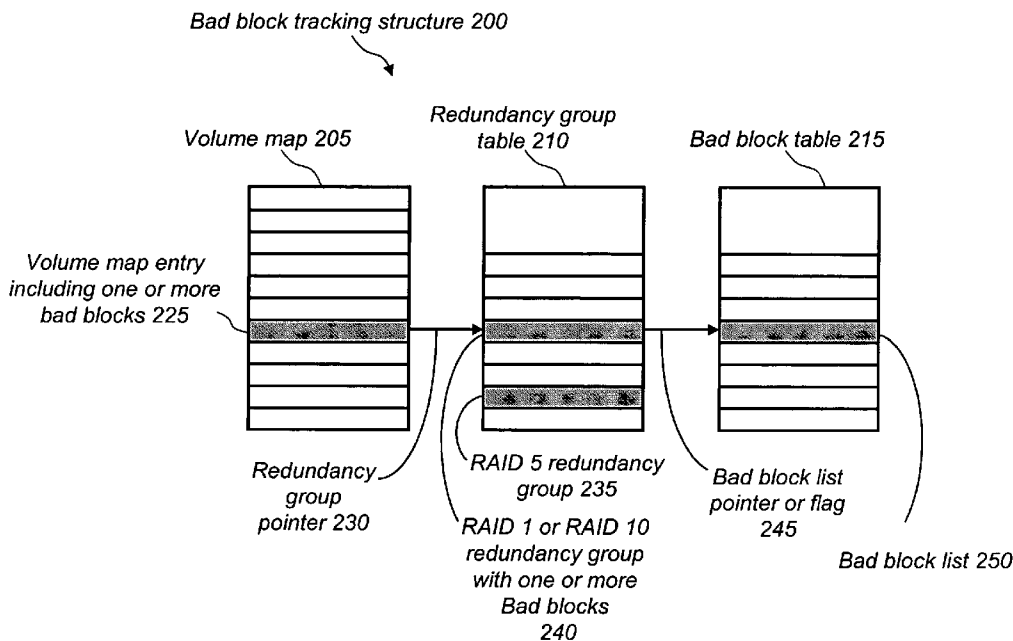 Bad block tracking structure 200
Volume map 205
Redundancy group
table 210
Bad block table 215
Volume map entry
including one or more
bad blocks 225
Redundancy
group
pointer 230
RAID 5 redundancy
group 235
RAID 1 or RAID 10
redundancy group
with one or more
Bad blocks
240
Bad block list
pointer or flag
245
Bad block list 250